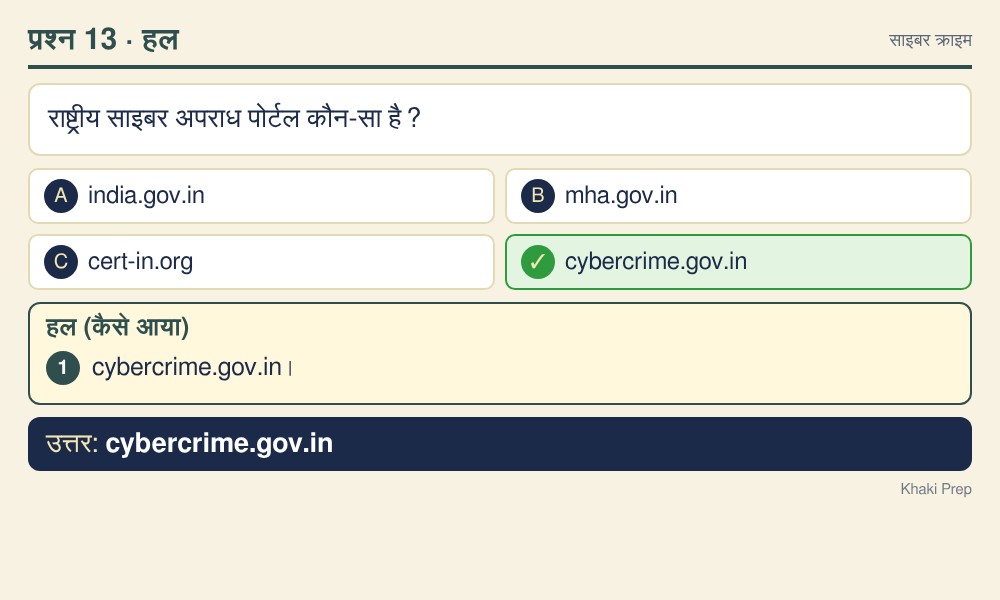 प्रश्न 13 · हल
साइबर क्राइम
राष्ट्रीय साइबर अपराध पोर्टल कौन-सा है ?
A india.gov.in
B mha.gov.in
C cert-in.org
✓ cybercrime.gov.in
हल (कैसे आया)
1 cybercrime.gov.in ।
उत्तर: cybercrime.gov.in
Khaki Prep